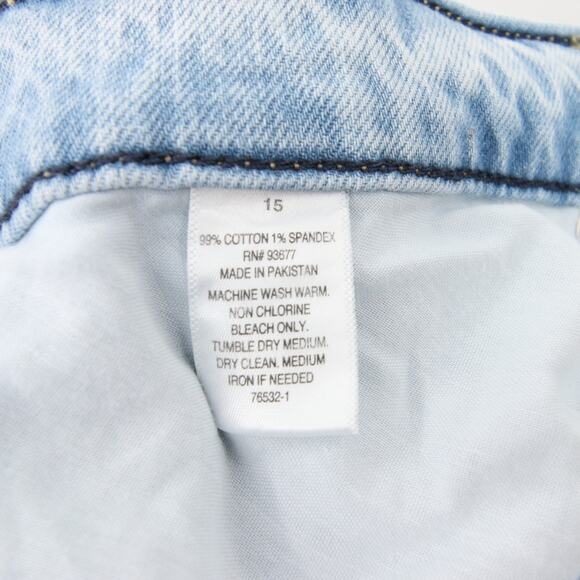 15
99% COTTON 1% SPANDEX
RN# 93677
MADE IN PAKISTAN
MACHINE WASH WARM.
NON CHLORINE
BLEACH ONLY.
TUMBLE DRY MEDIUM.
DRY CLEAN. MEDIUM
IRON IF NEEDED
76532-1